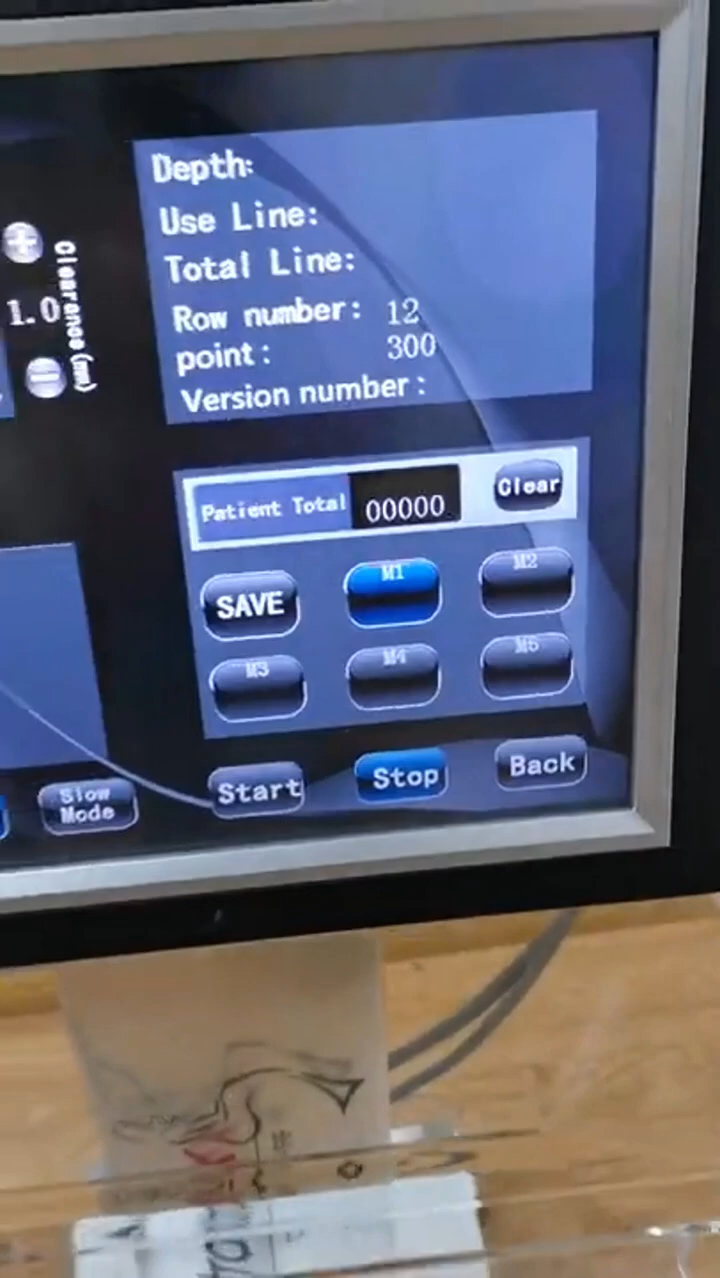 Depth:
Use Line:
Total Line:
Row number: 12
point: 300
Version number:
1.0
Clearance(mm)
Patient Total 00000 Clear
SAVE M1 M2
M3 M4 M5
Slow Mode
Start Stop Back